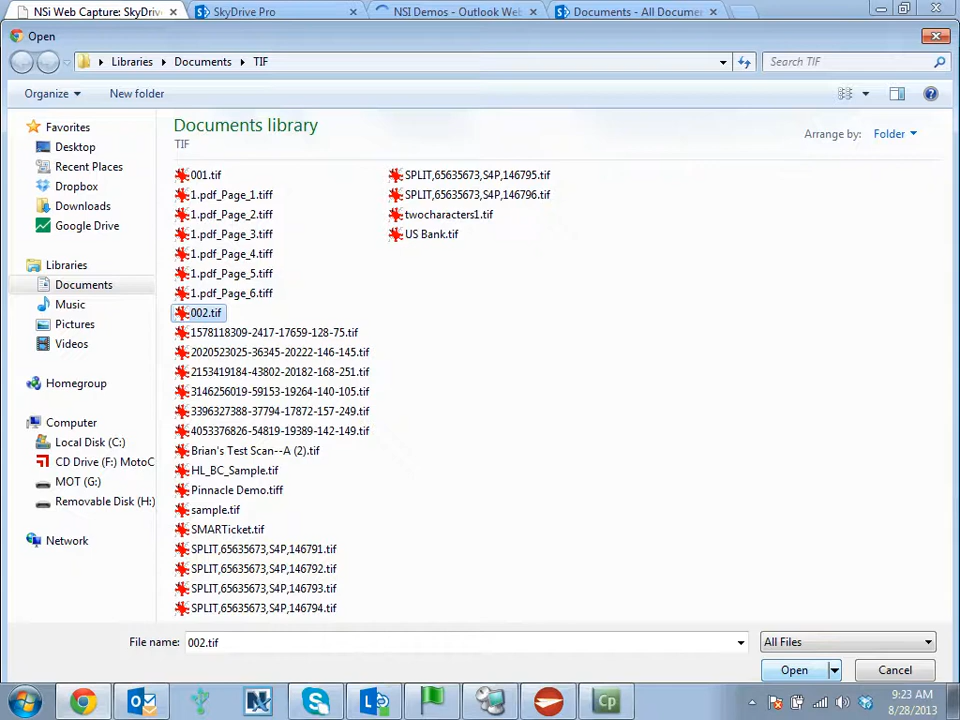 NSi Web Capture: SkyDriv
SkyDrive Pro
NSI Demos - Outlook Web
Documents - All Docume
Open
Libraries Documents TIF
Search TIF
Organize New folder
Documents library
TIF
Arrange by: Folder
Favorites
Desktop
Recent Places
Dropbox
Downloads
Google Drive
Libraries
Documents
Music
Pictures
Videos
Homegroup
Computer
Local Disk (C:)
CD Drive (F:) MotoC
MOT (G:)
Removable Disk (H:)
Network
001.tif
1.pdf_Page_1.tiff
1.pdf_Page_2.tiff
1.pdf_Page_3.tiff
1.pdf_Page_4.tiff
1.pdf_Page_5.tiff
1.pdf_Page_6.tiff
002.tif
1578118309-2417-17659-128-75.tif
2020523025-36345-20222-146-145.tif
2153419184-43802-20182-168-251.tif
3146256019-59153-19264-140-105.tif
3396327388-37794-17872-157-249.tif
4053376826-54819-19389-142-149.tif
Brian's Test Scan--A (2).tif
HL_BC_Sample.tif
Pinnacle Demo.tiff
sample.tif
SMARTicket.tif
SPLIT,65635673,S4P,146791.tif
SPLIT,65635673,S4P,146792.tif
SPLIT,65635673,S4P,146793.tif
SPLIT,65635673,S4P,146794.tif
SPLIT,65635673,S4P,146795.tif
SPLIT,65635673,S4P,146796.tif
twocharacters1.tif
US Bank.tif
File name: 002.tif
All Files
Open Cancel
Cp
9:23 AM
8/28/2013